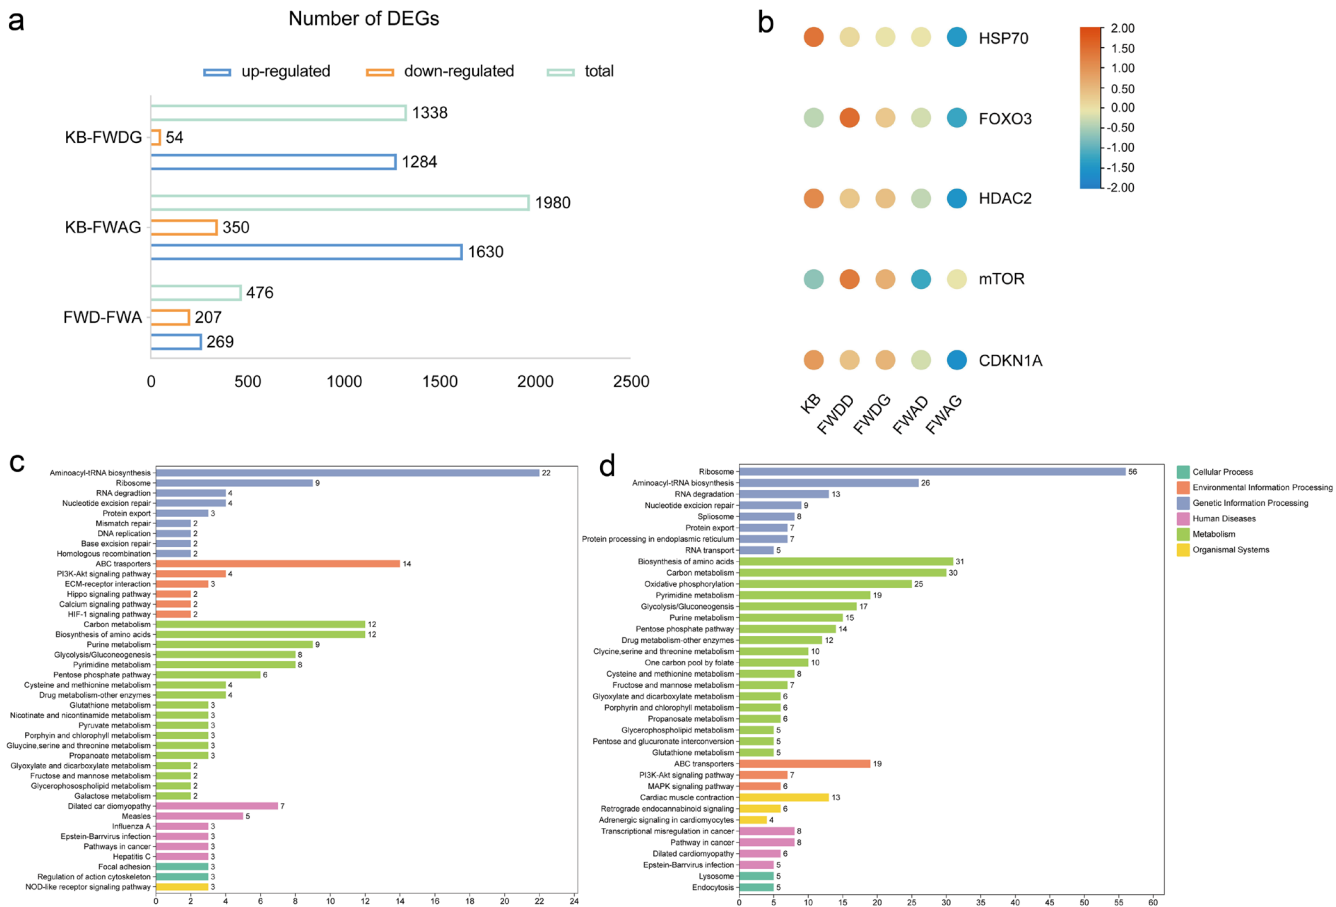 a
Number of DEGs
up-regulated
down-regulated
total
KB-FWDG
1338
54
1284
KB-FWAG
1980
350
1630
FWD-FWA
476
207
269
0 500 1000 1500 2000 2500
b
HSP70
FOXO3
HDAC2
mTOR
CDKN1A
KB FWDD FWDG FWAD FWAG
2.00
1.50
1.00
0.50
0.00
-0.50
-1.00
-1.50
-2.00
c
Aminoacyl-tRNA biosynthesis 22
Ribosome 9
RNA degradtion 4
Nucleotide excision repair 4
Protein export 3
Mismatch repair 2
DNA replication 2
Base excision repair 2
Homologous recombination 2
ABC trasporters 14
PI3K-Akt signaling pathway 4
ECM-receptor interaction 3
Hippo signaling pathway 2
Calcium signaling pathway 2
HIF-1 signaling pathway 2
Carbon metabolism 12
Biosynthesis of amino acids 12
Purine metabolism 9
Glycolysis/Gluconeogenesis 8
Pyrimidine metabolism 8
Pentose phosphate pathway 6
Cysteine and methionine metabolism 4
Drug metabolism-other enzymes 4
Glutathione metabolism 3
Nicotinate and nicontinamide metabolism 3
Pyruvate metabolism 3
Porphyin and chlorophyll metabolism 3
Gluycine,serine and threonine metabolism 3
Propanoate metabolism 3
Glyoxylate and dicarboxylate metabolism 2
Fructose and mannose metabolism 2
Glycerophosospholipid metabolism 2
Galactose metabolism 2
Dilated car diomyopathy 7
Measles 5
Influenza A 3
Epstein-Barrvirus infection 3
Pathways in cancer 3
Hepatitis C 3
Focal adhesion 3
Regulation of action cytoskeleton 3
NOD-like receptor signaling pathway 3
0 2 4 6 8 10 12 14 16 18 20 22 24
d
Ribosome 56
Aminoacyl-tRNA biosynthesis 26
RNA degradation 13
Nucleotide excision repair 9
Spliosome 8
Protein export 7
Protein processing in endoplasmic reticulum 7
RNA transport 5
Biosynthesis of amino acids 31
Carbon metabolism 30
Oxidative phosphorylation 25
Pyrimidine metabolism 19
Glycolysis/Gluconeogensis 17
Purine metabolism 15
Pentose phosphate pathway 14
Drug metabolism-other enzymes 12
Clycine,serine and threonine metabolism 10
One carbon pool by folate 10
Cysteine and methionine metabolism 8
Fructose and mannose metabolism 7
Glyoxylate and dicarboxylate metabolism 6
Porphyrin and chlorophyll metabolism 6
Propanosate metabolism 6
Glycerophospholipid metabolism 5
Pentose and glucuronate interconversion 5
Glutathione metabolism 5
ABC transporters 19
PI3K-Akt signaling pathway 7
MAPK signaling pathway 6
Cardiac muscle contraction 13
Retrograde endocannabinoid signaling 6
Adrenergic signaling in cardiomyocytes 4
Transcriptional misregulation in cancer 8
Pathway in cancer 8
Dilated cardiomyopathy 6
Epstein-Barrvirus infection 5
Lysosome 5
Endocytosis 5
0 5 10 15 20 25 30 35 40 45 50 55 60
Cellular Process
Environmental Information Processing
Genetic Information Processing
Human Diseases
Metabolism
Organismal Systems